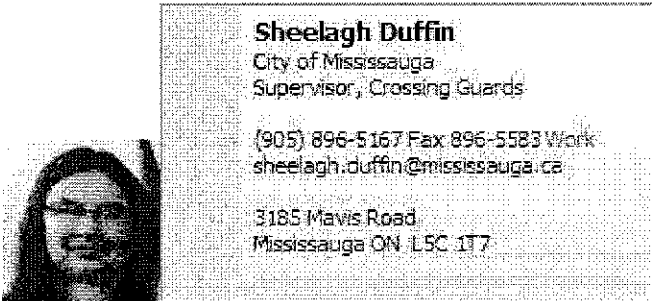 Sheelagh Duffin
City of Mississauga
Supervisor, Crossing Guards
(905) 896-5167 Fax 896-5583 Work
sheelagh.duffin@mississauga.ca
3185 Mavis Road
Mississauga ON L5C 1T7